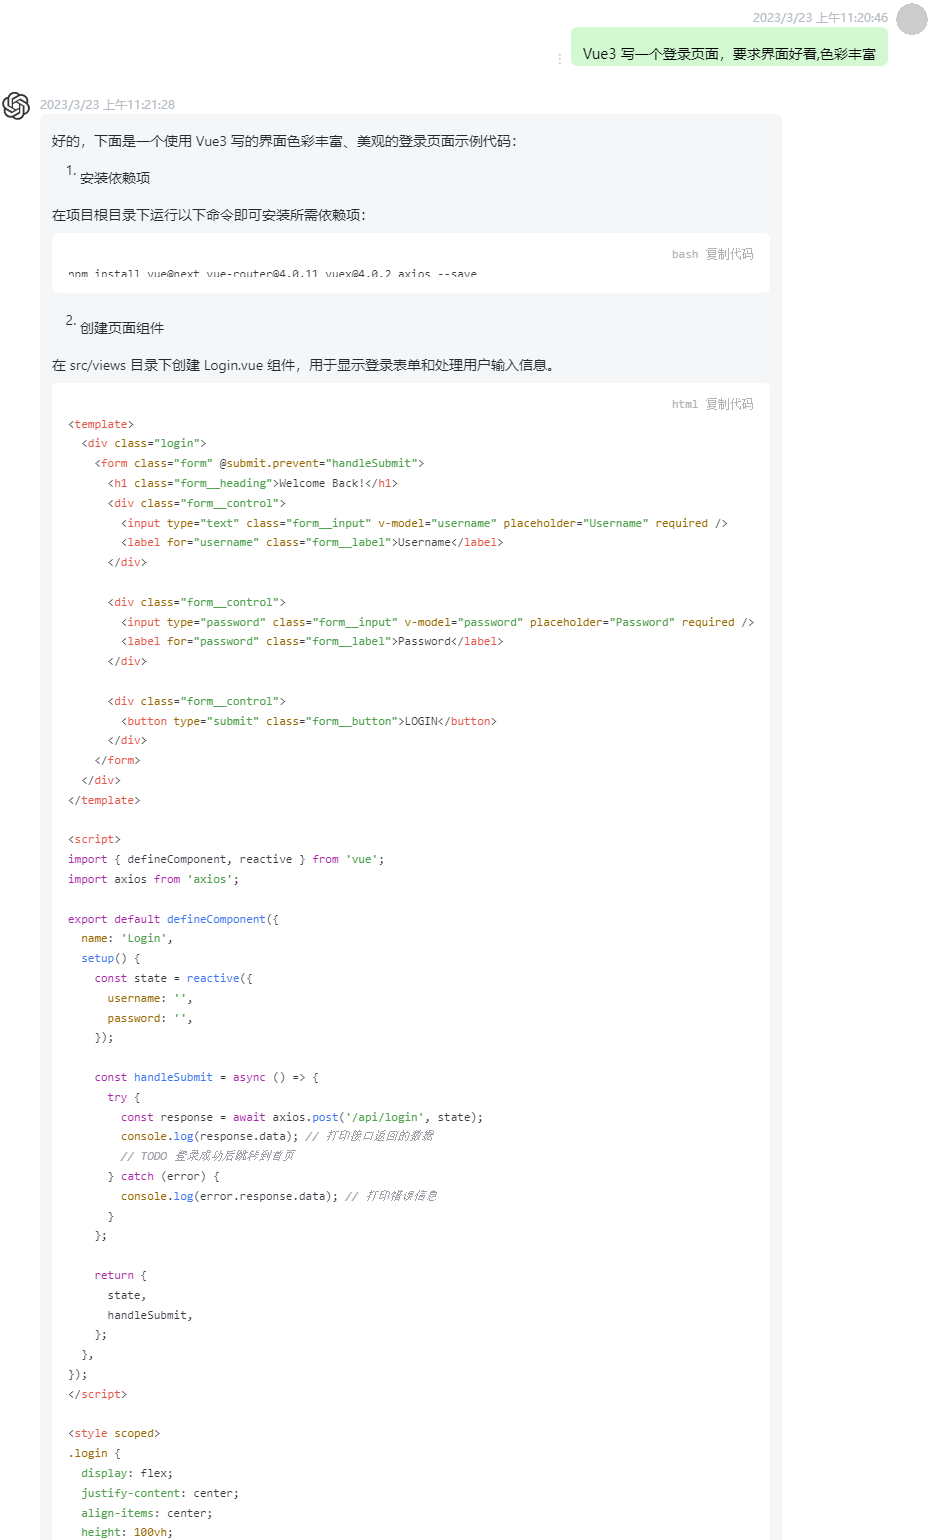 2023/3/23 上午11:20:46
Vue3 写一个登录页面，要求界面好看,色彩丰富
2023/3/23 上午11:21:28
好的，下面是一个使用 Vue3 写的界面色彩丰富、美观的登录页面示例代码：
1. 安装依赖项
在项目根目录下运行以下命令即可安装所需依赖项：
bash 复制代码
npm install vue@next vue-router@4.0.11 vuex@4.0.2 axios --save
2. 创建页面组件
在 src/views 目录下创建 Login.vue 组件，用于显示登录表单和处理用户输入信息。
html 复制代码
<template>
  <div class="login">
    <form class="form" @submit.prevent="handleSubmit">
      <h1 class="form__heading">Welcome Back!</h1>
      <div class="form__control">
        <input type="text" class="form__input" v-model="username" placeholder="Username" required />
        <label for="username" class="form__label">Username</label>
      </div>

      <div class="form__control">
        <input type="password" class="form__input" v-model="password" placeholder="Password" required />
        <label for="password" class="form__label">Password</label>
      </div>

      <div class="form__control">
        <button type="submit" class="form__button">LOGIN</button>
      </div>
    </form>
  </div>
</template>

<script>
import { defineComponent, reactive } from 'vue';
import axios from 'axios';

export default defineComponent({
  name: 'Login',
  setup() {
    const state = reactive({
      username: '',
      password: '',
    });

    const handleSubmit = async () => {
      try {
        const response = await axios.post('/api/login', state);
        console.log(response.data); // 打印接口返回的数据
        // TODO 登录成功后跳转到首页
      } catch (error) {
        console.log(error.response.data); // 打印错误信息
      }
    };

    return {
      state,
      handleSubmit,
    };
  },
});
</script>

<style scoped>
.login {
  display: flex;
  justify-content: center;
  align-items: center;
  height: 100vh;